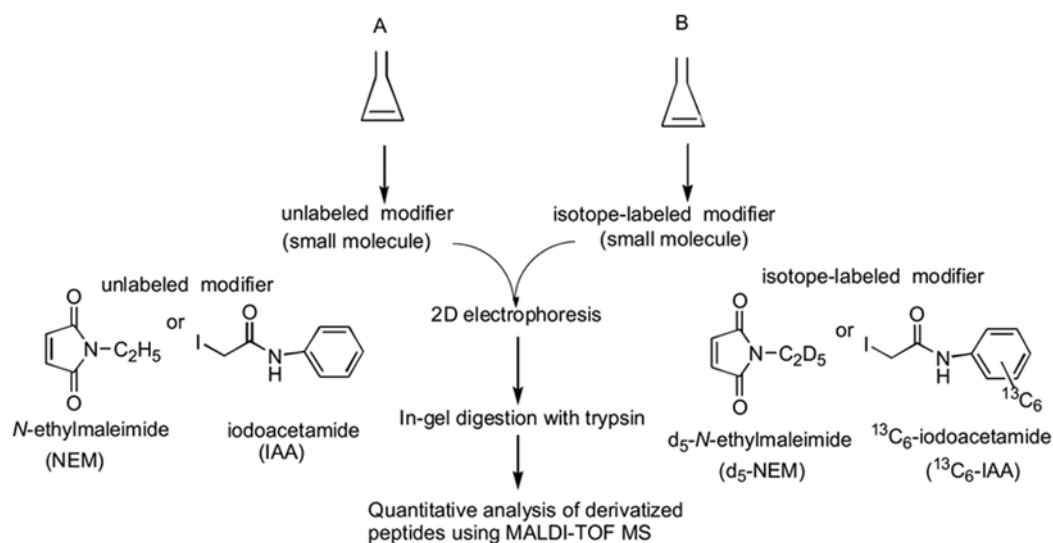 A
B
unlabeled modifier
(small molecule)
isotope-labeled modifier
(small molecule)
unlabeled modifier
O
N-C₂H₅
O
or
I
O
N
H
N-ethylmaleimide
(NEM)
iodoacetamide
(IAA)
2D electrophoresis
In-gel digestion with trypsin
Quantitative analysis of derivatized
peptides using MALDI-TOF MS
isotope-labeled modifier
O
N-C₂D₅
O
or
I
O
N
H
¹³C₆
d₅-N-ethylmaleimide
(d₅-NEM)
¹³C₆-iodoacetamide
(¹³C₆-IAA)